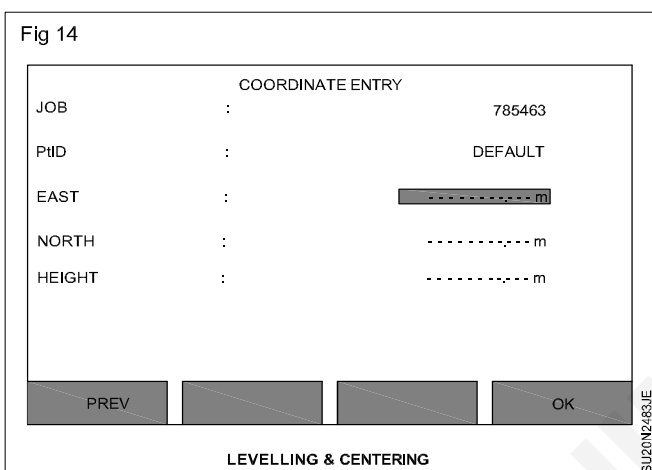 Fig 14
COORDINATE ENTRY
JOB : 785463
PtID : DEFAULT
EAST : - - - - - - - - -.- - - m
NORTH : - - - - - - - - -.- - - m
HEIGHT : - - - - - - - - -.- - - m
PREV OK
LEVELLING & CENTERING
SU20N2483JE